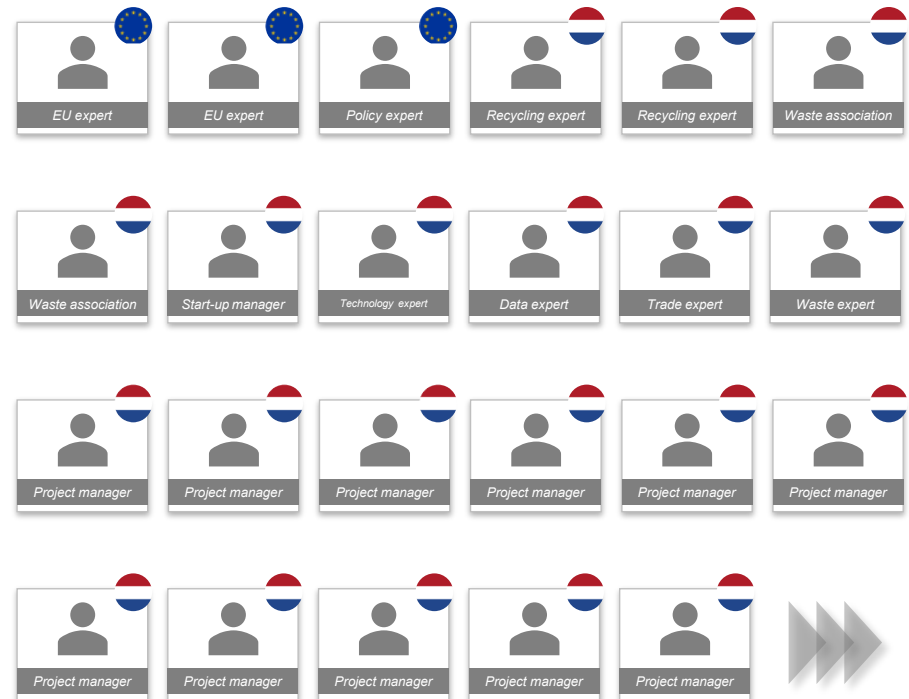 EU expert
EU expert
Policy expert
Recycling expert
Recycling expert
Waste association
Waste association
Start-up manager
Technology expert
Data expert
Trade expert
Waste expert
Project manager
Project manager
Project manager
Project manager
Project manager
Project manager
Project manager
Project manager
Project manager
Project manager
Project manager